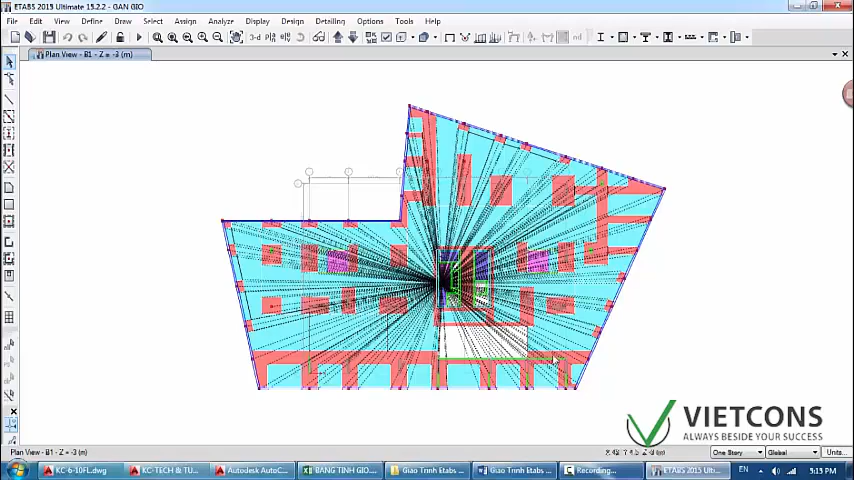 ETABS 2015 Ultimate 15.2.2 - GAN GIO
File Edit View Define Draw Select Assign Analyze Display Design Detailing Options Tools Help
3-d
nd
Plan View - B1 - Z = -3 (m)
VIETCONS
ALWAYS BESIDE YOUR SUCCESS
Plan View - B1 - Z = -3 (m)
One Story Global Units...
KC-6-10FL.dwg KC-TECH & TU... Autodesk AutoC... BANG TINH GIO.... Giao Trinh Etabs ... Giao Trinh Etabs ... Recording... ETABS 2015 Ulti... EN 5:15 PM